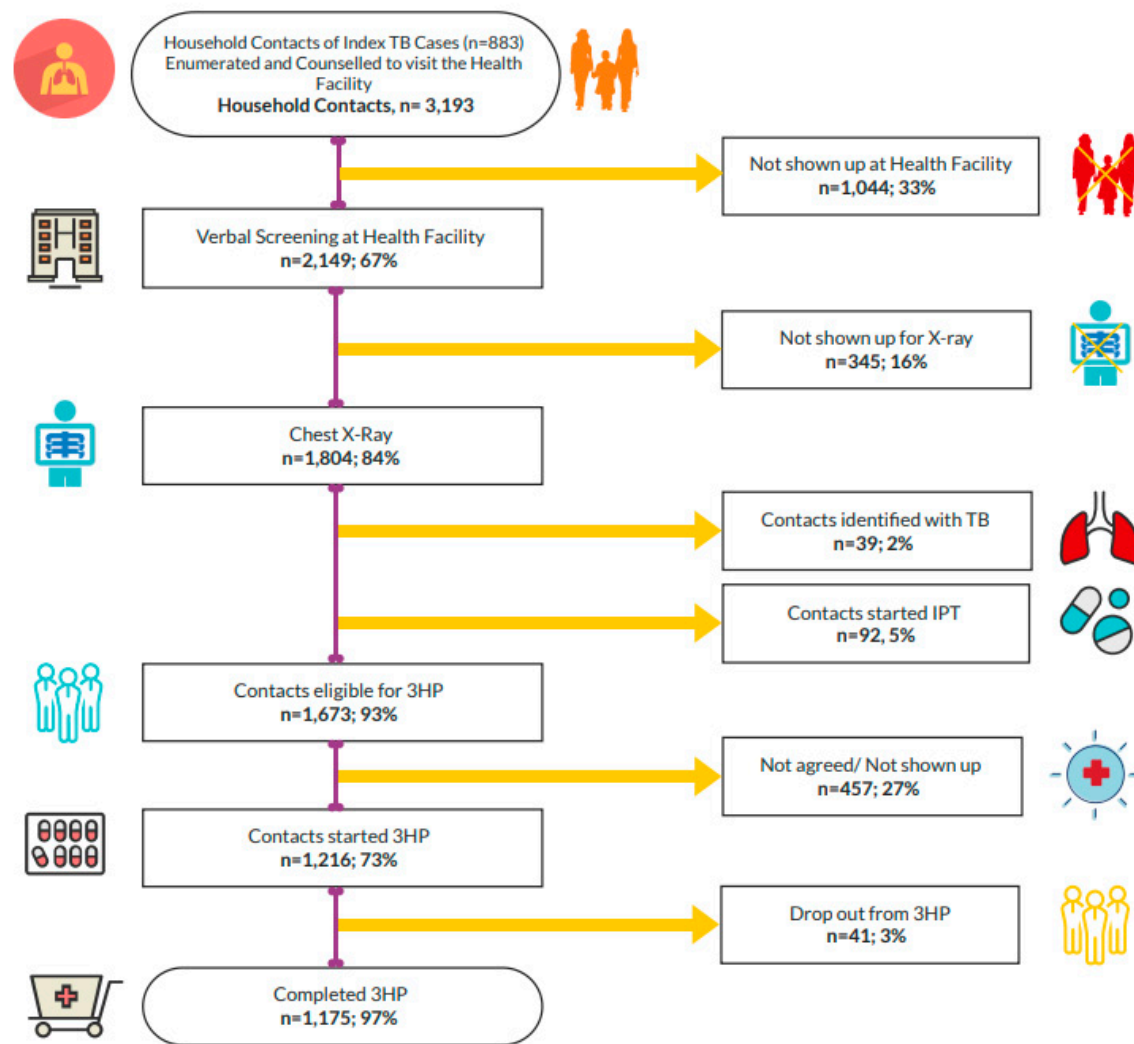 Household Contacts of Index TB Cases (n=883)
Enumerated and Counselled to visit the Health
Facility
Household Contacts, n= 3,193
Not shown up at Health Facility
n=1,044; 33%
Verbal Screening at Health Facility
n=2,149; 67%
Not shown up for X-ray
n=345; 16%
Chest X-Ray
n=1,804; 84%
Contacts identified with TB
n=39; 2%
Contacts started IPT
n=92, 5%
Contacts eligible for 3HP
n=1,673; 93%
Not agreed/ Not shown up
n=457; 27%
Contacts started 3HP
n=1,216; 73%
Drop out from 3HP
n=41; 3%
Completed 3HP
n=1,175; 97%